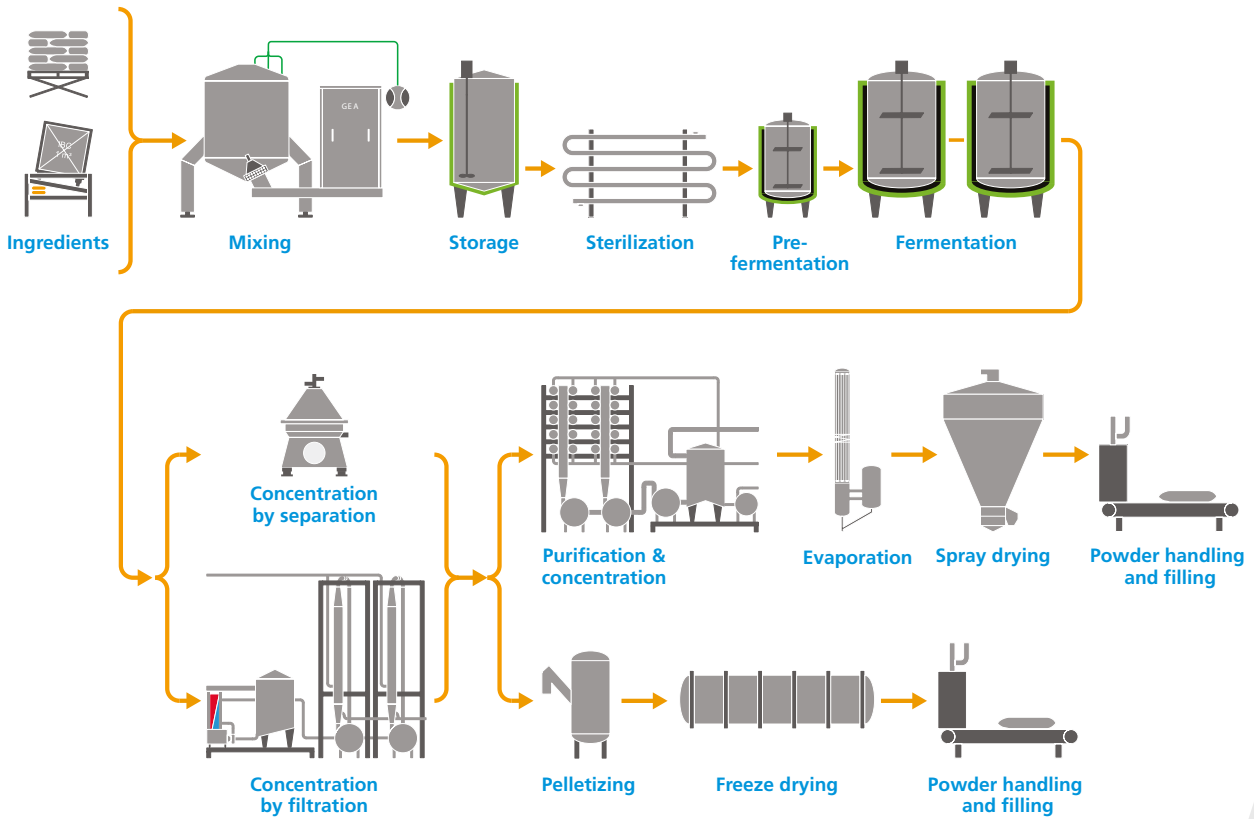 GEA
IBC
Ingredients
Mixing
Storage
Sterilization
Pre-
fermentation
Fermentation
Concentration
by separation
Purification &
concentration
Evaporation
Spray drying
Powder handling
and filling
Concentration
by filtration
Pelletizing
Freeze drying
Powder handling
and filling